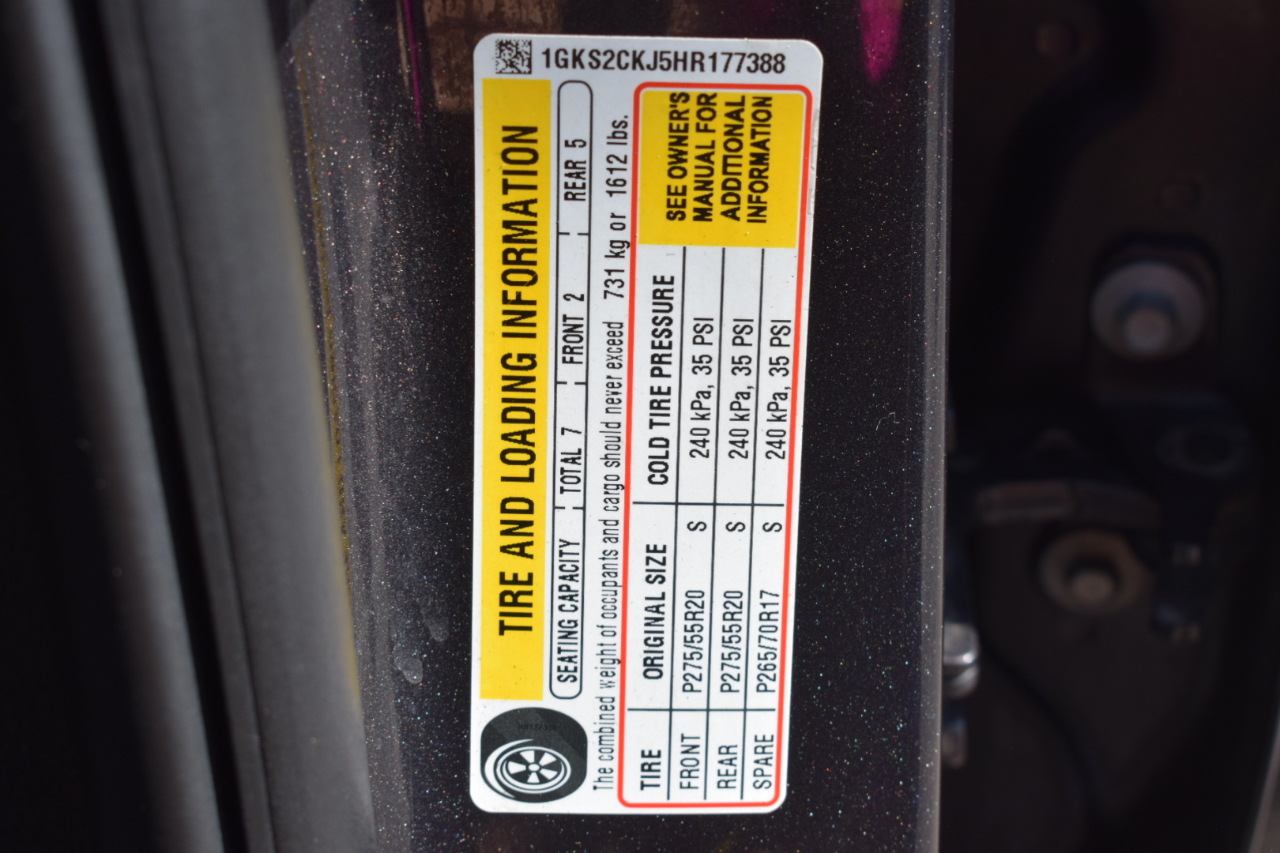 1GKS2CKJ5HR177388
TIRE AND LOADING INFORMATION
SEATING CAPACITY TOTAL 7 FRONT 2 REAR 5
The combined weight of occupants and cargo should never exceed 731 kg or 1612 lbs.
TIRE ORIGINAL SIZE COLD TIRE PRESSURE
FRONT P275/55R20 S 240 kPa, 35 PSI
REAR P275/55R20 S 240 kPa, 35 PSI
SPARE P265/70R17 S 240 kPa, 35 PSI
SEE OWNER'S
MANUAL FOR
ADDITIONAL
INFORMATION